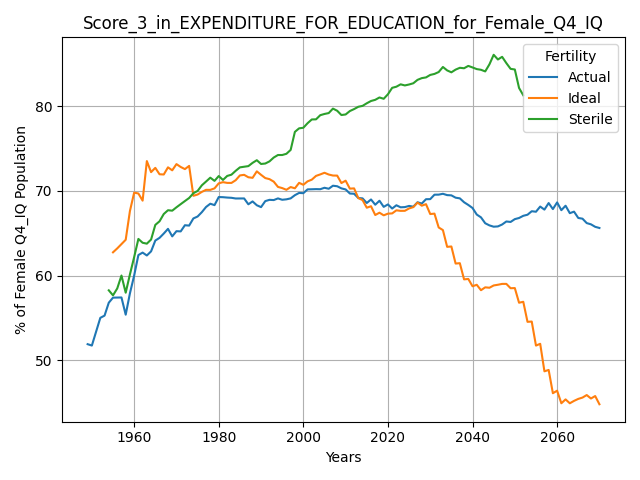 Score_3_in_EXPENDITURE_FOR_EDUCATION_for_Female_Q4_IQ
Fertility
Actual
Ideal
Sterile
% of Female Q4_IQ Population
80
70
60
50
1960
1980
2000
2020
2040
2060
Years